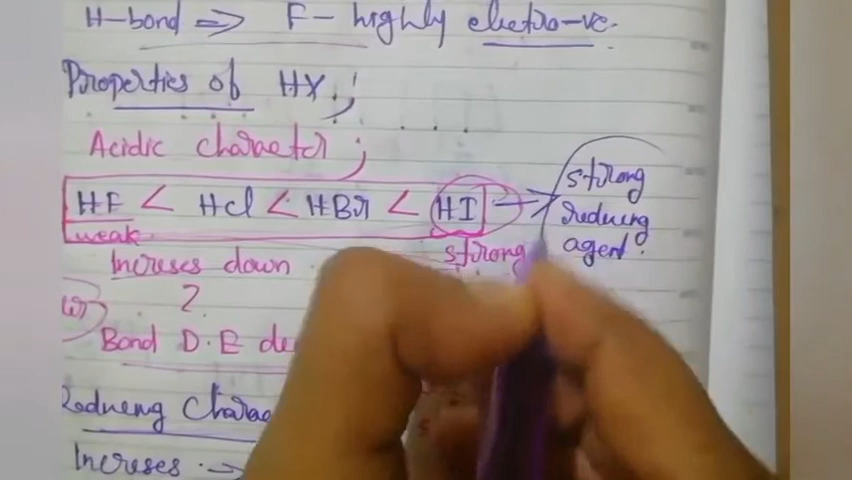 H-bond ⇒ F- highly electro-ve.
Properties of HX ;
Acidic character ;
HF < HCl < HBr < HI → strong reducing agent.
weak
strong
Increses down
?
Bond D.E de
Reducing Charac
Increses →